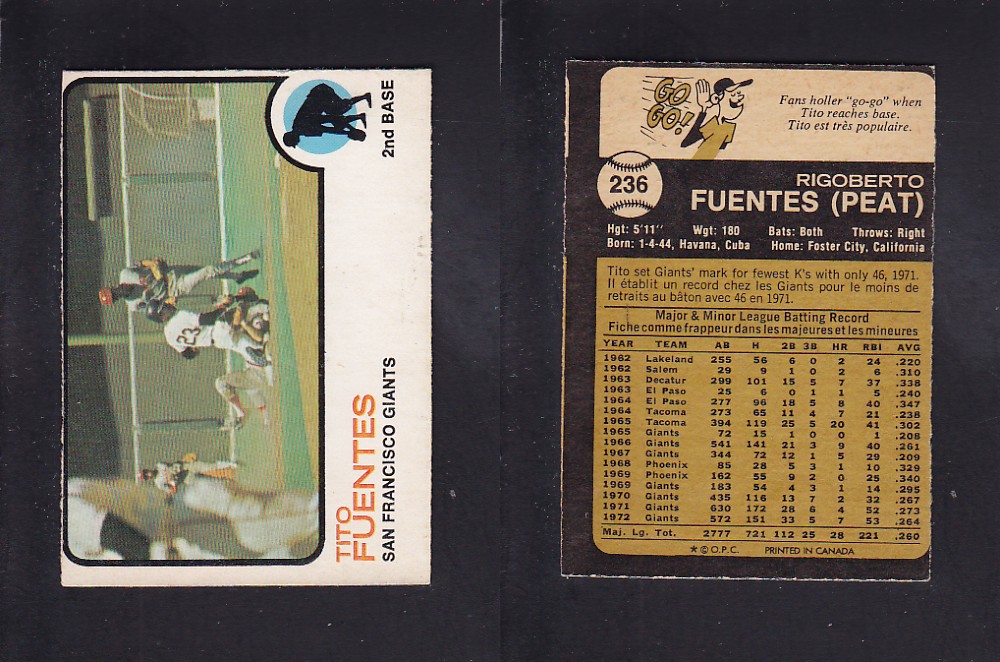 2nd BASE
TITO
FUENTES
SAN FRANCISCO GIANTS
23
GO
GO!
Fans holler "go-go" when
Tito reaches base.
Tito est très populaire.
236
RIGOBERTO
FUENTES (PEAT)
Hgt: 5'11" Wgt: 180 Bats: Both Throws: Right
Born: 1-4-44, Havana, Cuba Home: Foster City, California
Tito set Giants' mark for fewest K's with only 46, 1971.
Il établit un record chez les Giants pour le moins de
retraits au bâton avec 46 en 1971.
Major & Minor League Batting Record
Fiche comme frappeur dans les majeures et les mineures
YEAR TEAM AB H 2B 3B HR RBI AVG
1962 Lakeland 255 56 6 0 2 24 .220
1962 Salem 29 9 1 0 2 6 .310
1963 Decatur 299 101 15 5 7 37 .338
1963 El Paso 25 6 0 1 1 5 .240
1964 El Paso 277 96 18 5 8 40 .347
1964 Tacoma 273 65 11 4 7 21 .238
1965 Tacoma 394 119 25 5 20 41 .302
1965 Giants 72 15 1 0 0 1 .208
1966 Giants 541 141 21 3 9 40 .261
1967 Giants 344 72 12 1 5 29 .209
1968 Phoenix 85 28 5 3 1 10 .329
1969 Phoenix 162 55 9 2 0 25 .340
1969 Giants 183 54 4 3 1 14 .295
1970 Giants 435 116 13 7 2 32 .267
1971 Giants 630 172 28 6 4 52 .273
1972 Giants 572 151 33 5 7 53 .264
Maj. Lg. Tot. 2777 721 112 25 28 221 .260
★ © O.P.C. PRINTED IN CANADA